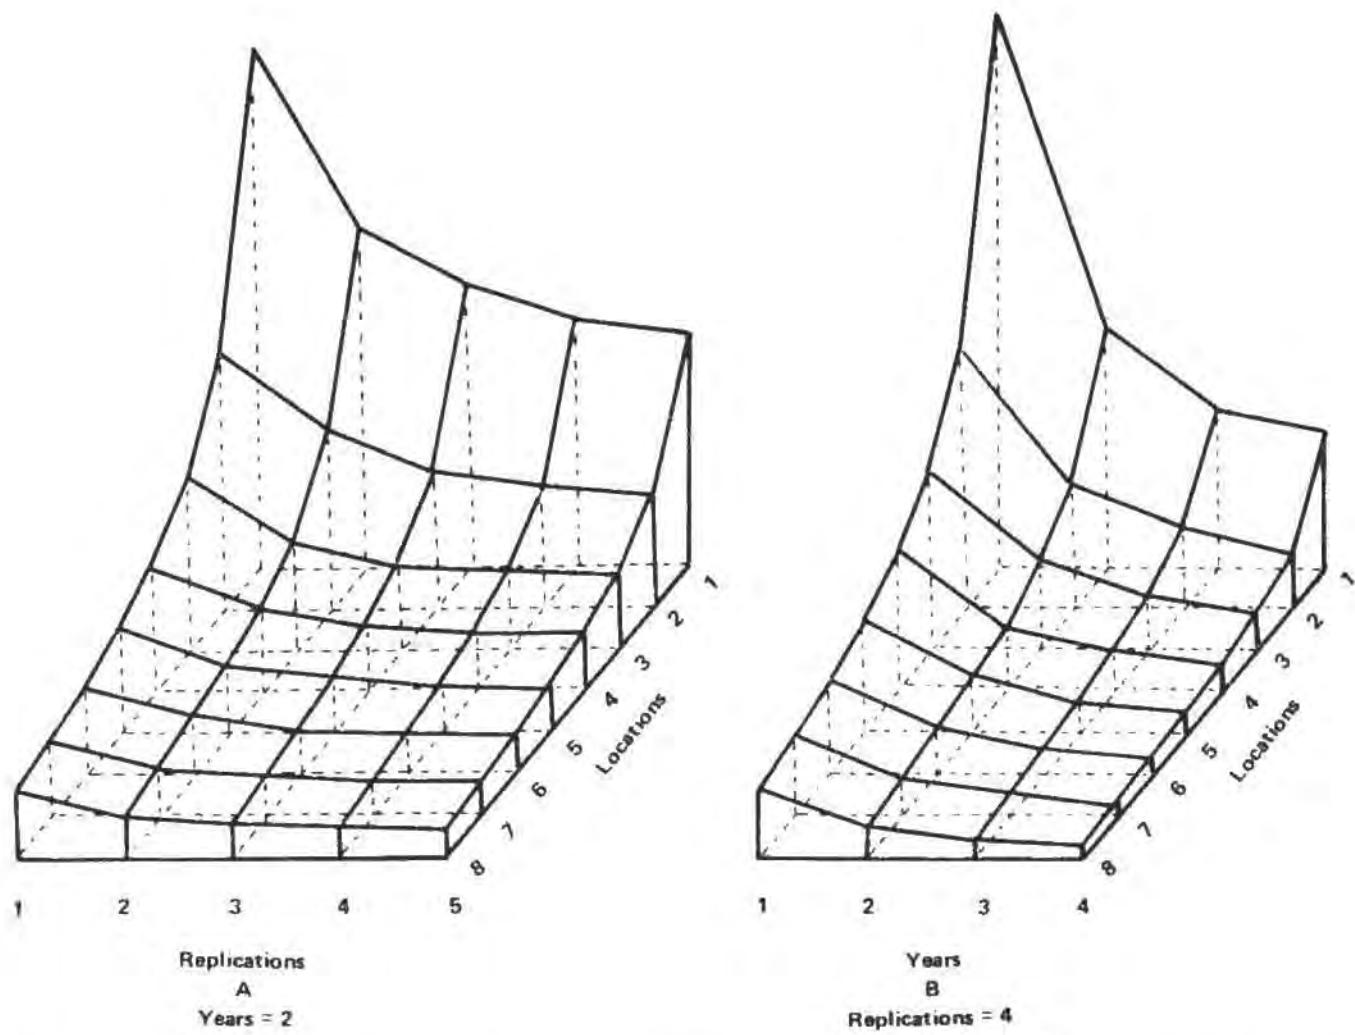 1
2
3
4
5
6
7
8
Locations
1 2 3 4 5
Replications
A
Years = 2
1
2
3
4
5
6
7
8
Locations
1 2 3 4
Years
B
Replications = 4